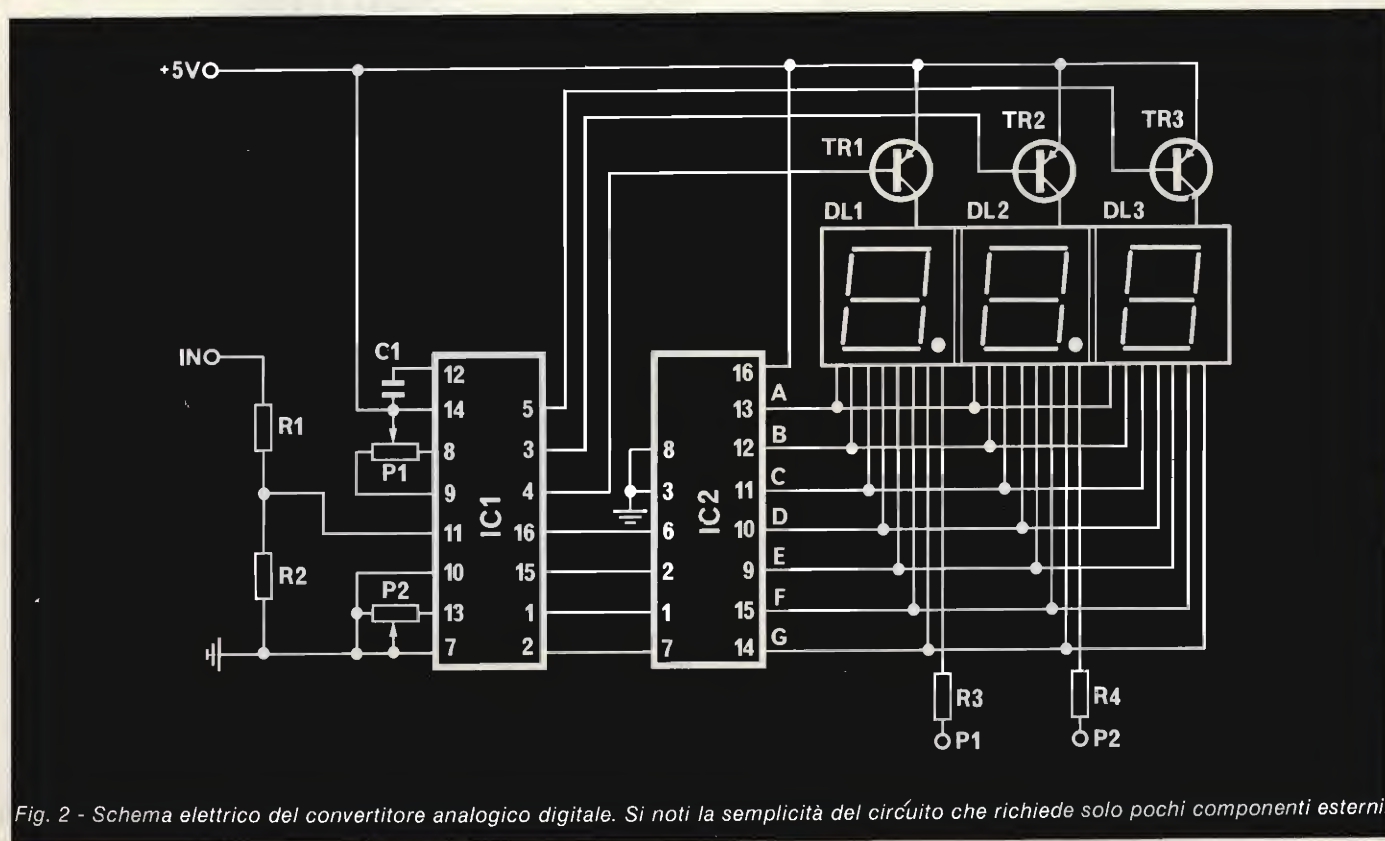 +5V
TR1
TR2
TR3
DL1
DL2
DL3
IN
C1
R1
R2
P1
P2
12
14
8
9
11
10
13
7
IC1
5
3
4
16
15
1
2
8
3
6
2
1
7
IC2
16
13
12
11
10
9
15
14
A
B
C
D
E
F
G
R3
R4
P1
P2
Fig. 2 - Schema elettrico del convertitore analogico digitale. Si noti la semplicità del circuito che richiede solo pochi componenti esterni